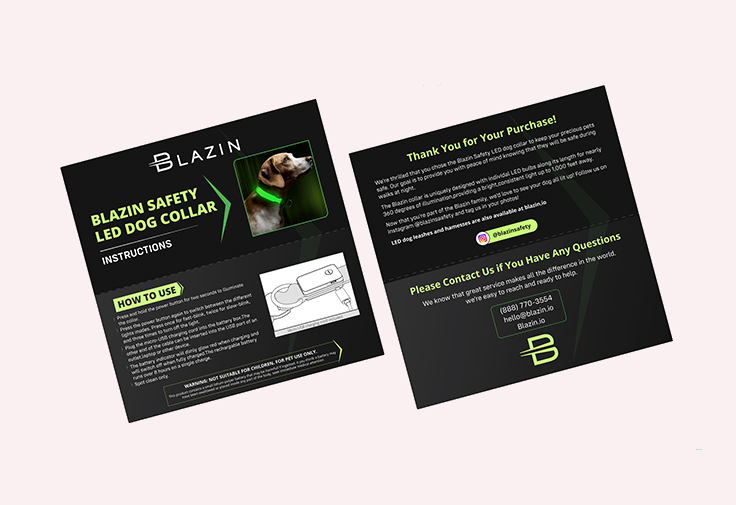 BLAZIN
BLAZIN SAFETY
LED DOG COLLAR
INSTRUCTIONS
HOW TO USE
Press and hold the power button for two seconds to illuminate
the collar.
Press the power button again to switch between the different
lights modes. Press once for fast-blink, twice for slow-blink,
and three times to turn off the light.
Plug the micro-USB charging cord into the battery box.The
other end of the cable can be inserted into the USB port of an
outlet,laptop or other device.
The battery indicator will dimly glow red when charging and
will switch off when fully charged.The rechargeable battery
runs over 8 hours on a single charge.
Spot clean only.
Micro-USB charging cord included
WARNING: NOT SUITABLE FOR CHILDREN. FOR PET USE ONLY.
Thank You for Your Purchase!
We're thrilled that you chose the Blazin Safety LED dog collar to keep your precious pets
safe. Our goal is to provide you with peace of mind knowing that they will be safe during
walks at night.
The Blazin collar is uniquely designed with individal LED bulbs along its length for nearly
360 degrees of illumination,providing a bright,consistent light up to 1,000 feet away.
Now that you're part of the Blazin family, we'd love to see your dog all lit up! Follow us on
Instagram @blazinsafety and tag us in your photos!
LED dog leashes and harnesses are also available at blazin.io
@blazinsafety
Please Contact Us if You Have Any Questions
We know that great service makes all the difference in the world.
we're easy to reach and ready to help.
(888) 770-3554
hello@blazin.io
Blazin.io
B